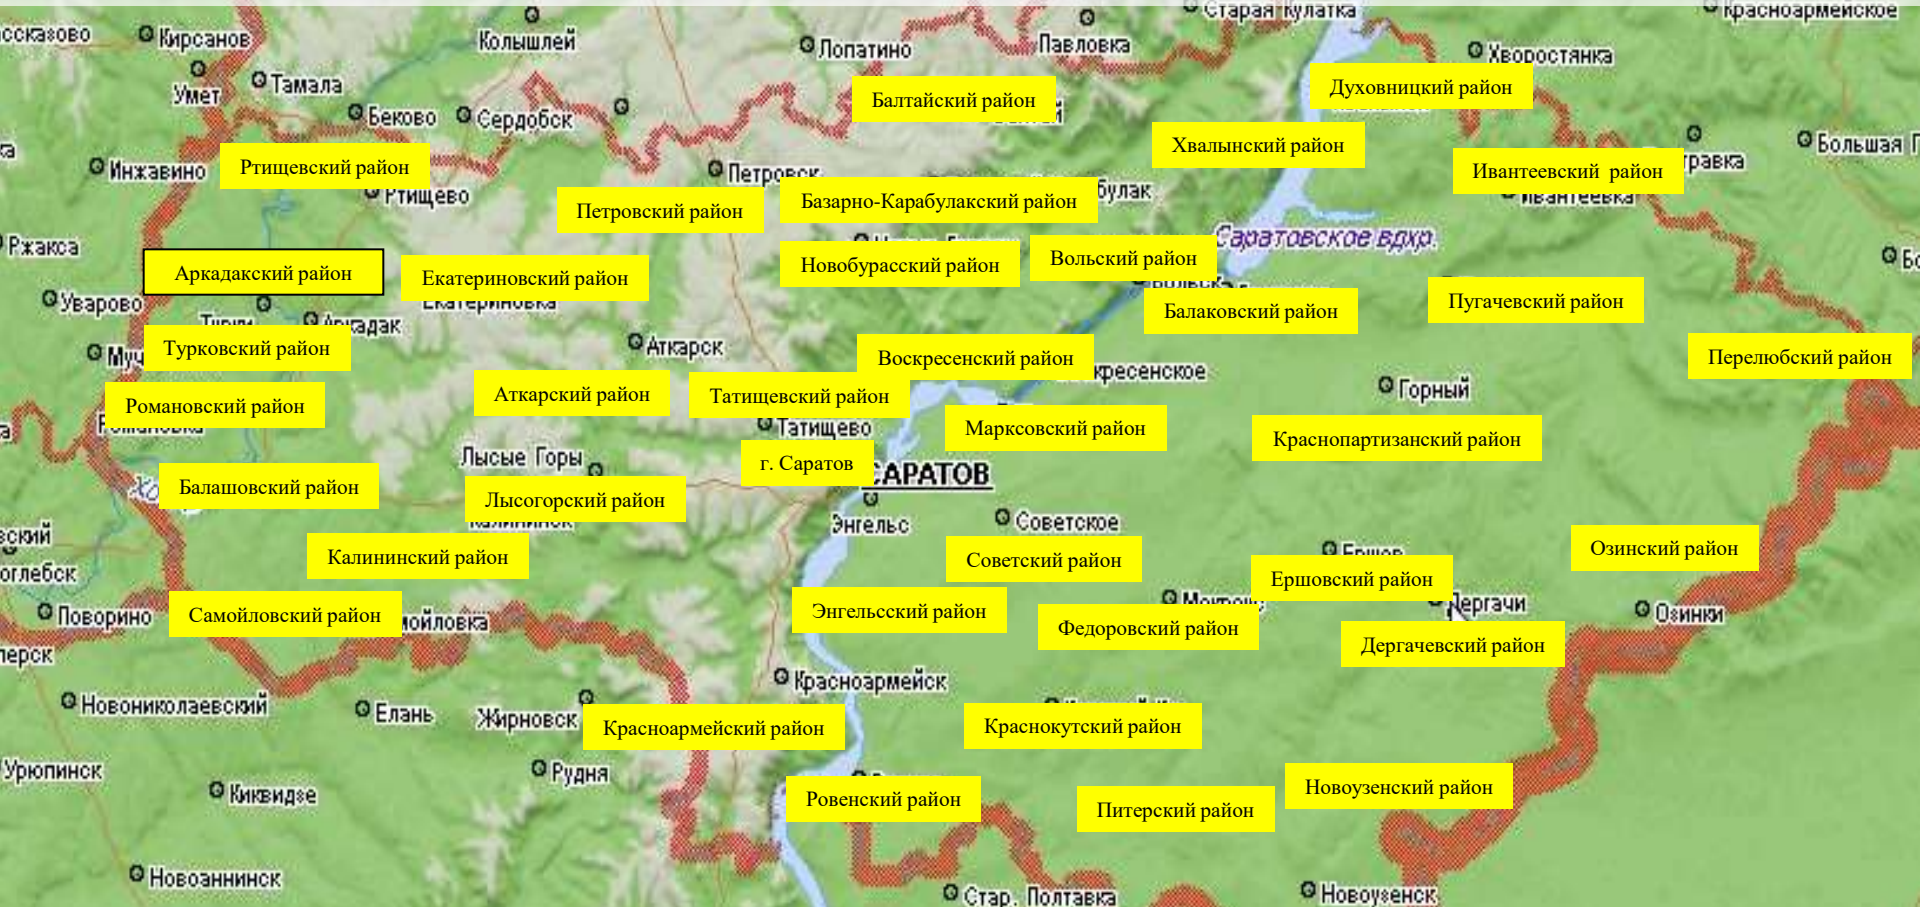 Старая Кулатка
Красноармейское
Кирсанов
Колышлей
Лопатино
Павловка
Хворостянка
Умет
Тамала
Балтайский район
Духовницкий район
Беково
Сердобск
Хвалынский район
Большая
Инжавино
Ртищевский район
Петровск
Ивантеевский район
Ртищево
Петровский район
Базарно-Карабулакский район
Ивантеевка
Ржакса
Саратовское вдхр.
Аркадакский район
Екатериновский район
Новобурасский район
Вольский район
Вольск
Уварово
Екатериновка
Балаковский район
Пугачевский район
Аркадак
Турковский район
Аткарск
Воскресенский район
Перелюбский район
Романовский район
Аткарский район
Татищевский район
Горный
Романовка
Татищево
Марксовский район
Краснопартизанский район
Лысые Горы
г. Саратов
САРАТОВ
Балашовский район
Лысогорский район
Калининск
Энгельс
Советское
Калининский район
Советский район
Ершов
Озинский район
Ершовский район
Поворино
Самойловский район
Энгельсский район
Мокроус
Дергачи
Озинки
Федоровский район
Дергачевский район
Красноармейск
Новониколаевский
Елань
Жирновск
Красноармейский район
Краснокутский район
Урюпинск
Рудня
Киквидзе
Ровенский район
Питерский район
Новоузенский район
Новоаннинск
Стар. Полтавка
Новоузенск